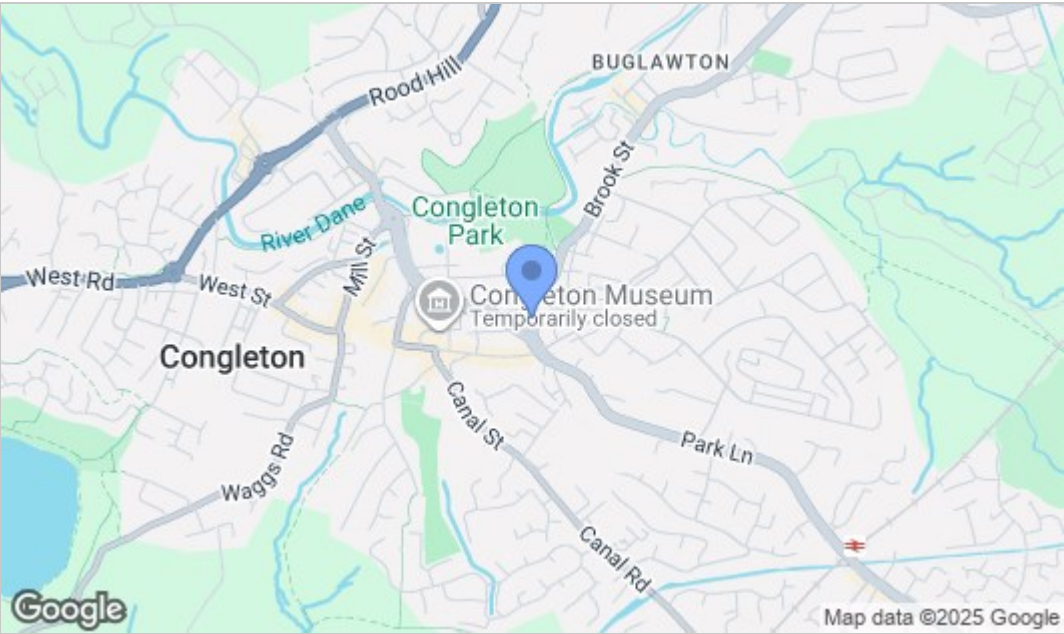 BUGLAWTON
Rood Hill
Brook St
Congleton
Park
River Dane
Mill St
West Rd
West St
Congleton Museum
Temporarily closed
Congleton
Canal St
Park Ln
Waggs Rd
Canal Rd
Google
Map data ©2025 Google